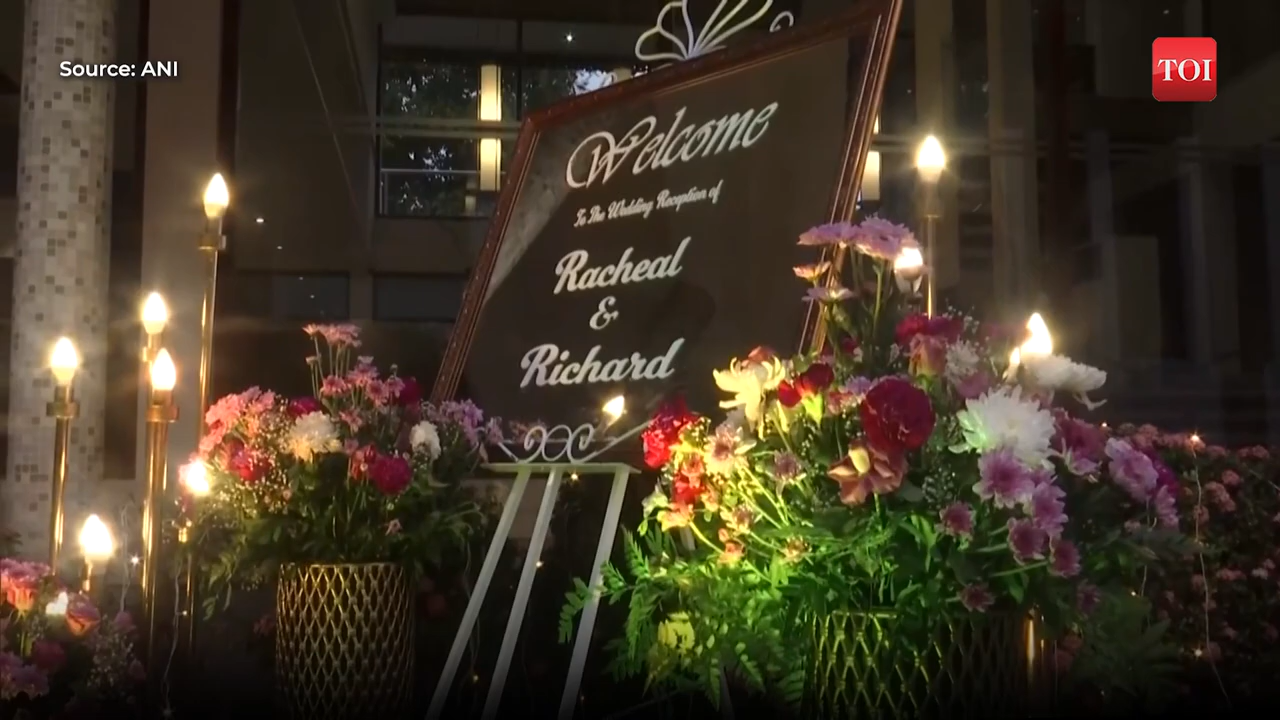 Source: ANI
TOI
Welcome
To The Wedding Reception of
Racheal
&
Richard